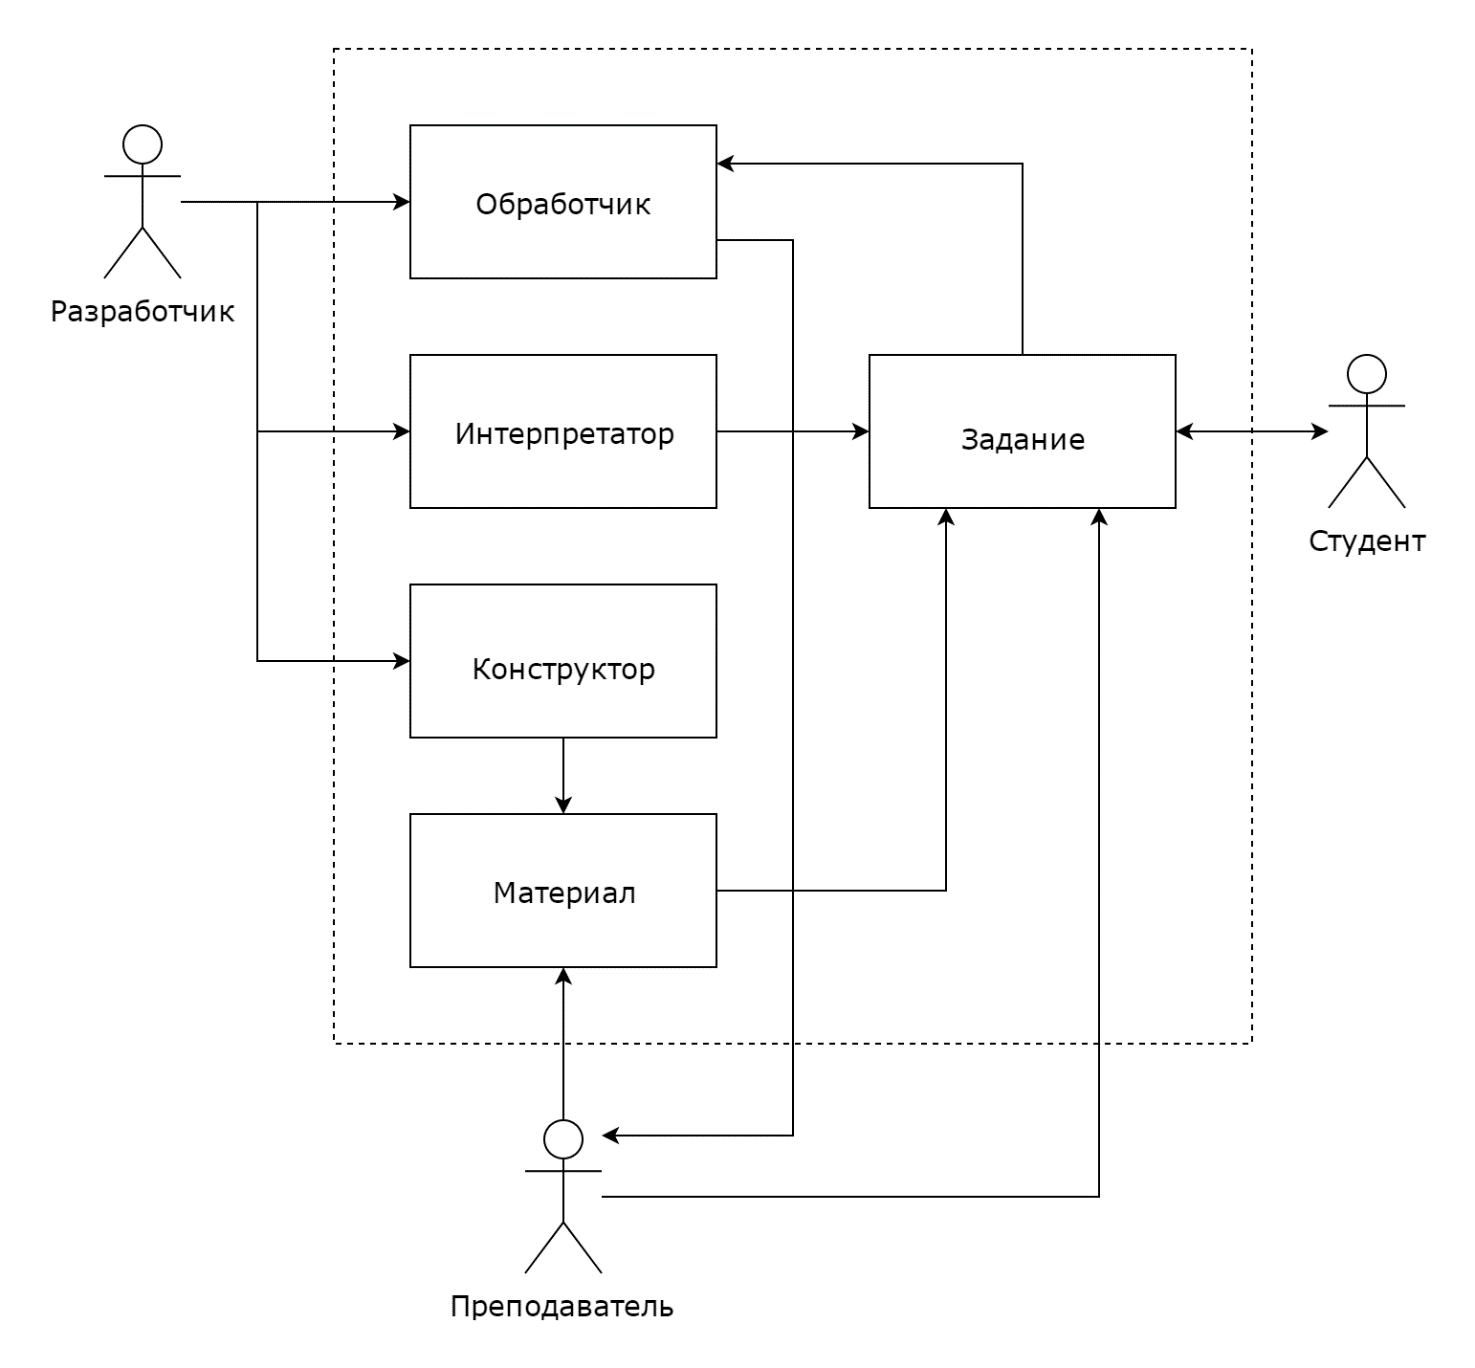 Обработчик
Разработчик
Интерпретатор
Задание
Студент
Конструктор
Материал
Преподаватель